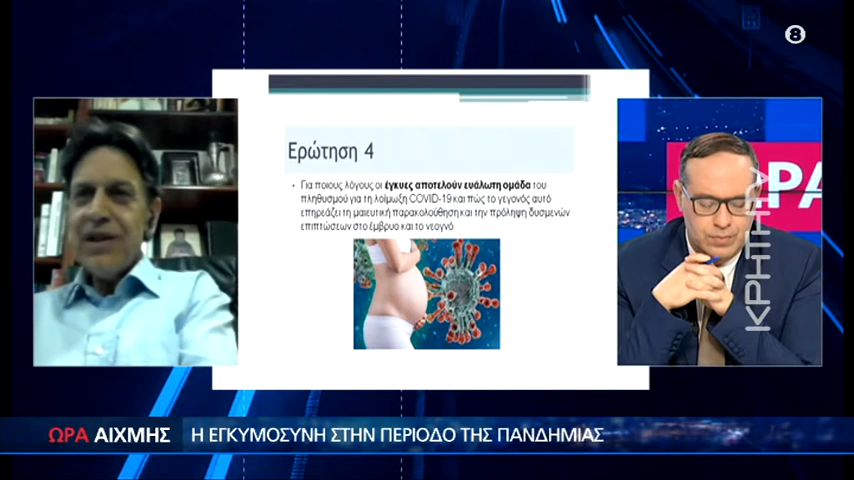 8
Ερώτηση 4
• Για ποιους λόγους οι έγκυες αποτελούν ευάλωτη ομάδα του
πληθυσμού για τη λοίμωξη COVID-19 και πώς το γεγονός αυτό
επηρεάζει τη μαιευτική παρακολούθηση και την πρόληψη δυσμενών
επιπτώσεων στο έμβρυο και το νεογνό
ΡΑ
ΚΡΗΤΗ TV
ΩΡΑ ΑΙΧΜΗΣ Η ΕΓΚΥΜΟΣΥΝΗ ΣΤΗΝ ΠΕΡΙΟΔΟ ΤΗΣ ΠΑΝΔΗΜΙΑΣ